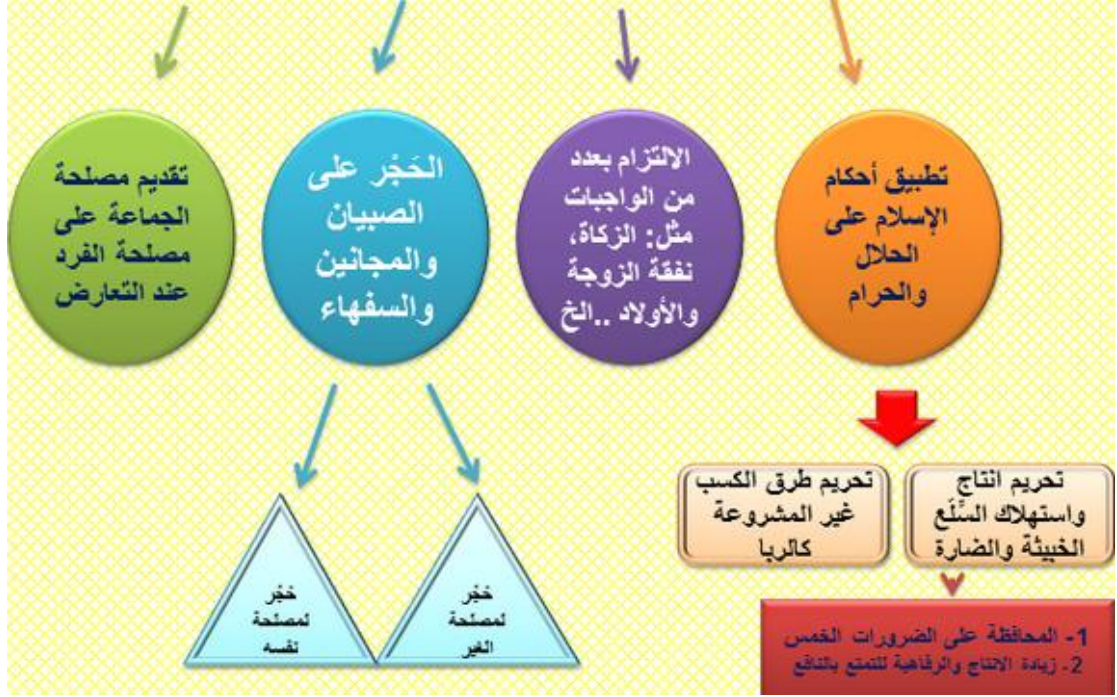 تطبيق أحكام
الإسلام على
الحلال
والحرام
الالتزام بعدد
من الواجبات
مثل: الزكاة،
نفقة الزوجة
والأولاد ..الخ
الحَجْر على
الصبيان
والمجانين
والسفهاء
تقديم مصلحة
الجماعة على
مصلحة الفرد
عند التعارض
تحريم انتاج
واستهلاك السِّلَع
الخبيثة والضارة
تحريم طرق الكسب
غير المشروعة
كالربا
1- المحافظة على الضرورات الخمس
2- زيادة الانتاج والرفاهية للتمتع بالنافع
حَجْر
لمصلحة
الغير
حَجْر
لمصلحة
نفسه